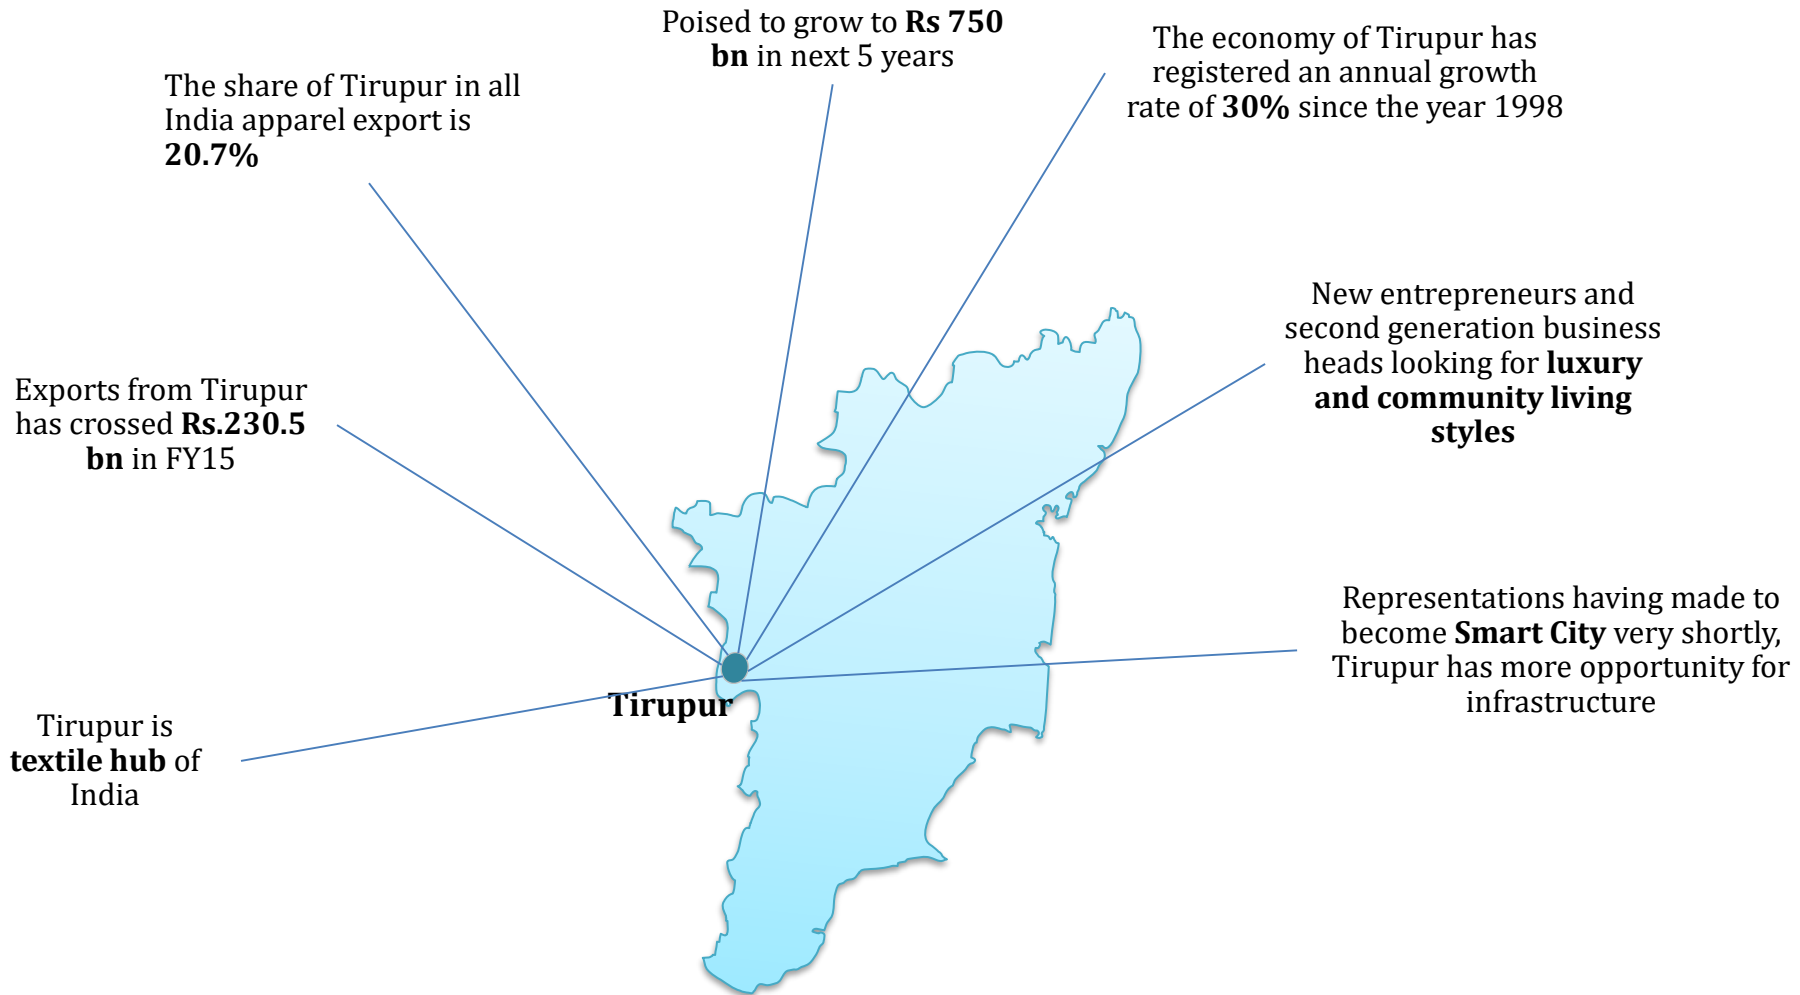 Poised to grow to Rs 750
bn in next 5 years
The economy of Tirupur has
registered an annual growth
rate of 30% since the year 1998
The share of Tirupur in all
India apparel export is
20.7%
New entrepreneurs and
second generation business
heads looking for luxury
and community living
styles
Exports from Tirupur
has crossed Rs.230.5
bn in FY15
Representations having made to
become Smart City very shortly,
Tirupur has more opportunity for
infrastructure
Tirupur
Tirupur is
textile hub of
India